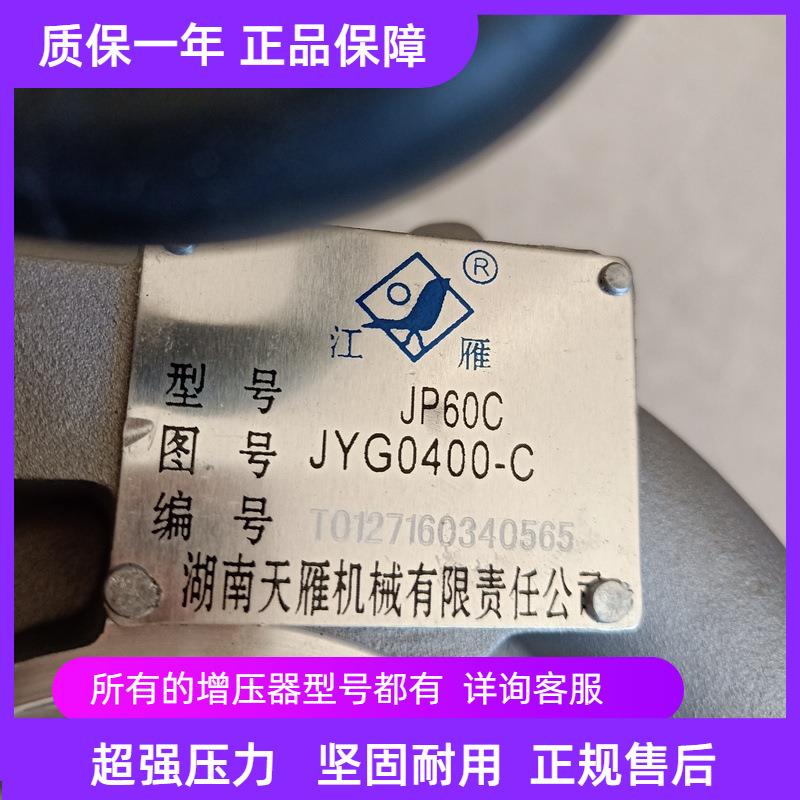 质保一年 正品保障
®
江 雁
型号 JP60C
图号 JYG0400-C
编号 T0127160340565
湖南天雁机械有限责任公司
所有的增压器型号都有 详询客服
超强压力 坚固耐用 正规售后